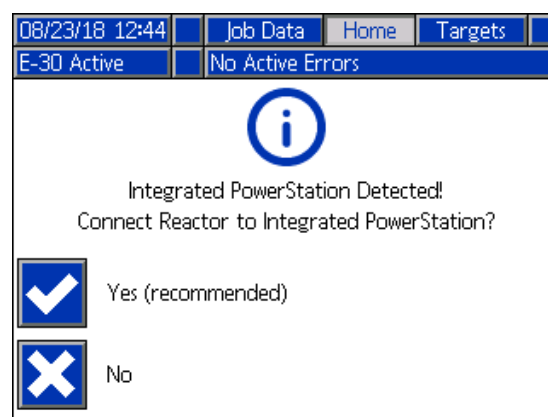 08/23/18 12:44 Job Data Home Targets
E-30 Active No Active Errors
i
Integrated PowerStation Detected!
Connect Reactor to Integrated PowerStation?
Yes (recommended)
No